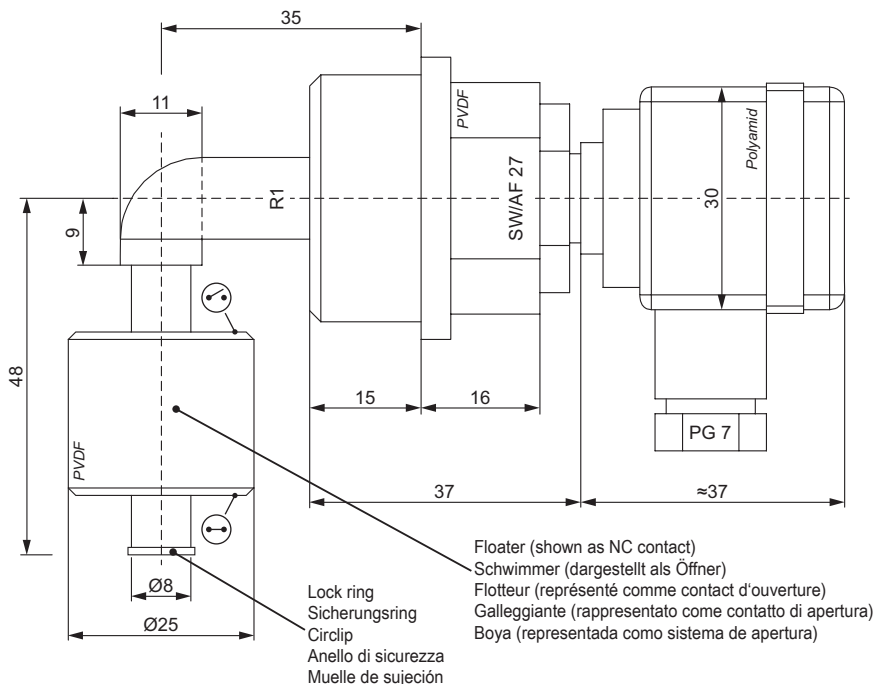 35
11
PVDF
Polyamid
R1
SW/AF 27
30
9
48
15
16
PG 7
PVDF
37
≈37
Ø8
Ø25
Floater (shown as NC contact)
Schwimmer (dargestellt als Öffner)
Flotteur (représenté comme contact d‘ouverture)
Galleggiante (rappresentato come contatto di apertura)
Boya (representada como sistema de apertura)
Lock ring
Sicherungsring
Circlip
Anello di sicurezza
Muelle de sujeción